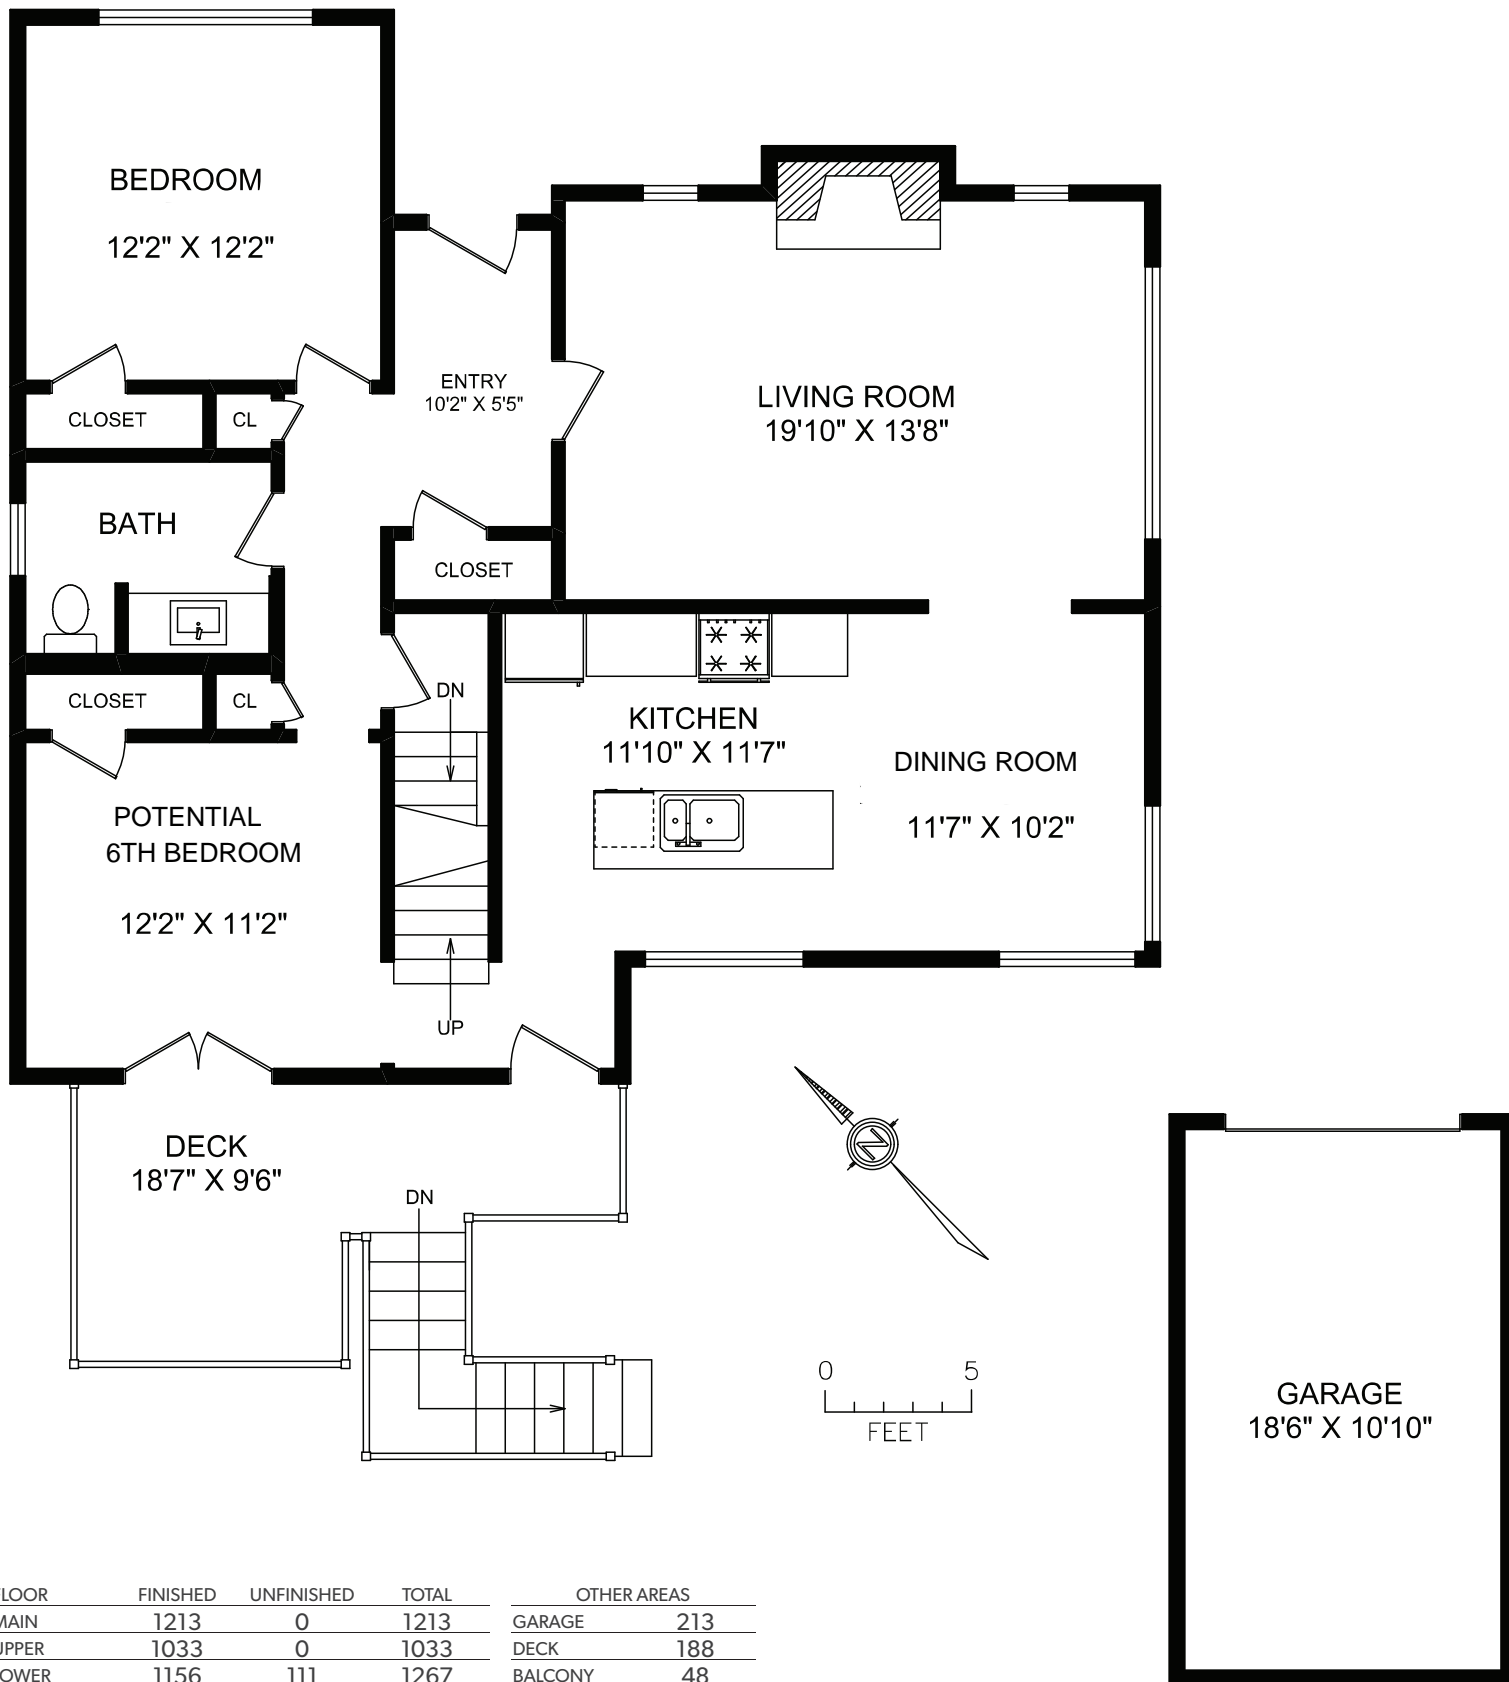 BEDROOM
12'2" X 12'2"
ENTRY
10'2" X 5'5"
LIVING ROOM
19'10" X 13'8"
CLOSET
CL
BATH
CLOSET
CLOSET
CL
DN
KITCHEN
11'10" X 11'7"
DINING ROOM
11'7" X 10'2"
POTENTIAL
6TH BEDROOM
12'2" X 11'2"
UP
DECK
18'7" X 9'6"
DN
N
0 5
FEET
GARAGE
18'6" X 10'10"
LOOR FINISHED UNFINISHED TOTAL OTHER AREAS
MAIN 1213 0 1213 GARAGE 213
UPPER 1033 0 1033 DECK 188
OWER 1156 111 1267 BALCONY 48